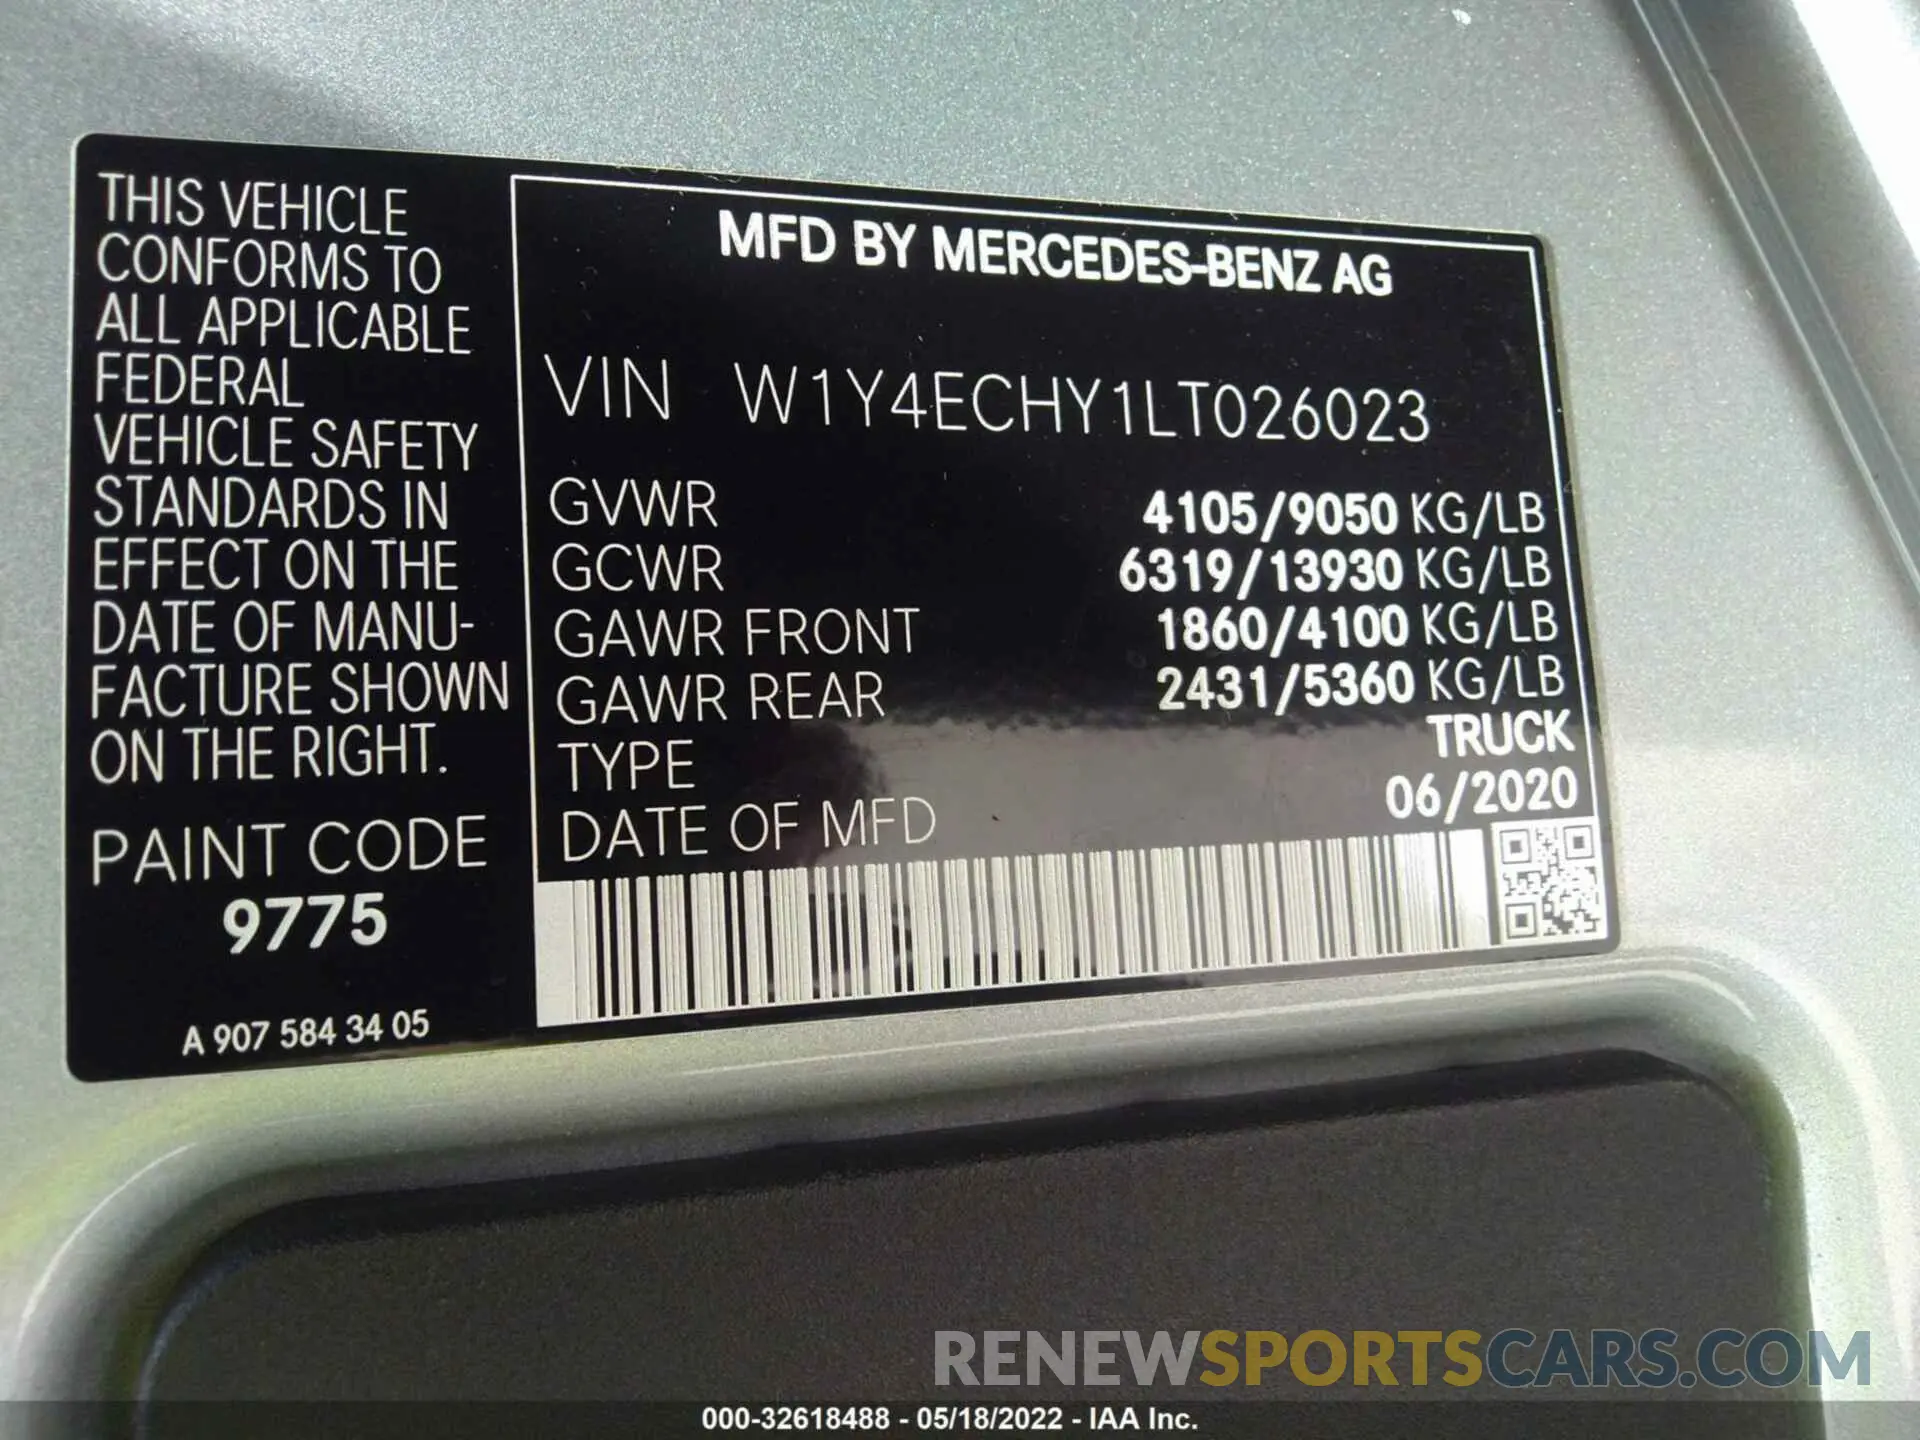 THIS VEHICLE
CONFORMS TO
ALL APPLICABLE
FEDERAL
VEHICLE SAFETY
STANDARDS IN
EFFECT ON THE
DATE OF MANU-
FACTURE SHOWN
ON THE RIGHT.
PAINT CODE
9775
A 907 584 34 05
MFD BY MERCEDES-BENZ AG
VIN W1Y4ECHY1LT026023
GVWR 4105/9050 KG/LB
GCWR 6319/13930 KG/LB
GAWR FRONT 1860/4100 KG/LB
GAWR REAR 2431/5360 KG/LB
TYPE TRUCK
DATE OF MFD 06/2020
RENEWSPORTSCARS.COM
000-32618488 - 05/18/2022 - IAA Inc.